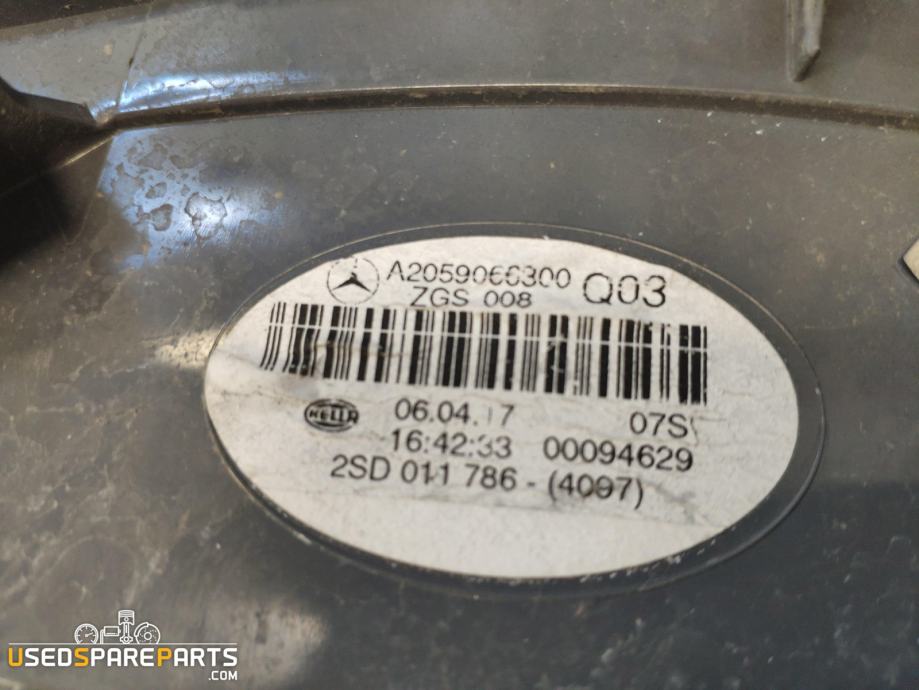 A2059066300 Q03
ZGS 008
HELLA
06.04.17 07S
16:42:33 00094629
2SD 011 786 - (4097)
USEDSPAREPARTS
.COM